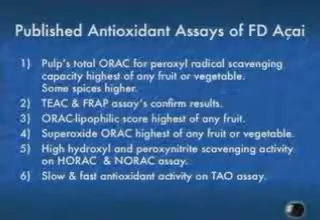 Published Antioxidant Assays of FD Açai
1) Pulp's total ORAC for peroxyl radical scavenging
capacity highest of any fruit or vegetable.
Some spices higher.
2) TEAC & FRAP assay's confirm results.
3) ORAC-lipophilic score highest of any fruit.
4) Superoxide ORAC highest of any fruit or vegetable.
5) High hydroxyl and peroxynitrite scavenging activity
on HORAC & NORAC assay.
6) Slow & fast antioxidant activity on TAO assay.